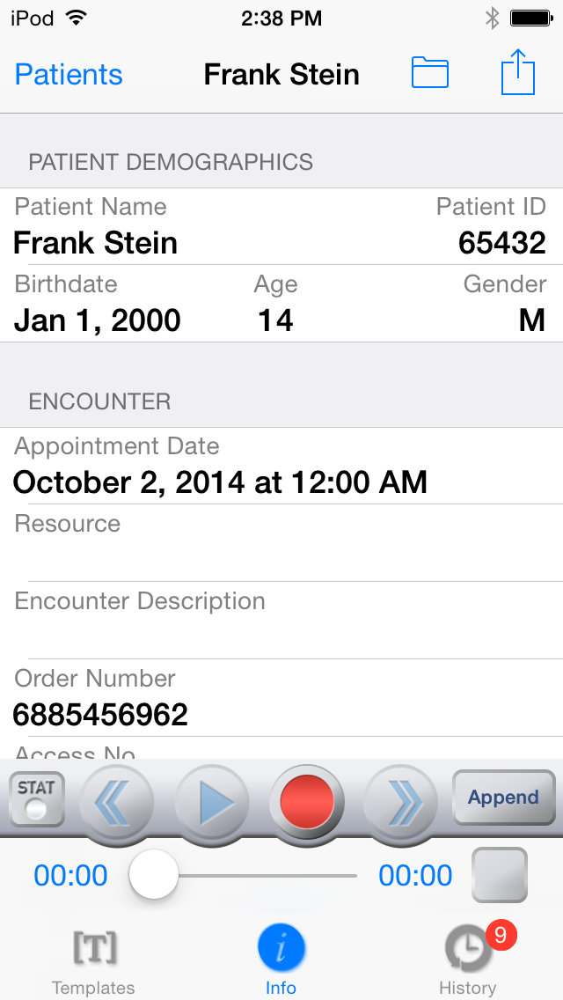 iPod 2:38 PM
Patients Frank Stein
PATIENT DEMOGRAPHICS
Patient Name Patient ID
Frank Stein 65432
Birthdate Age Gender
Jan 1, 2000 14 M
ENCOUNTER
Appointment Date
October 2, 2014 at 12:00 AM
Resource
Encounter Description
Order Number
6885456962
Access No
STAT Append
00:00 00:00
[T] i 9
Templates Info History